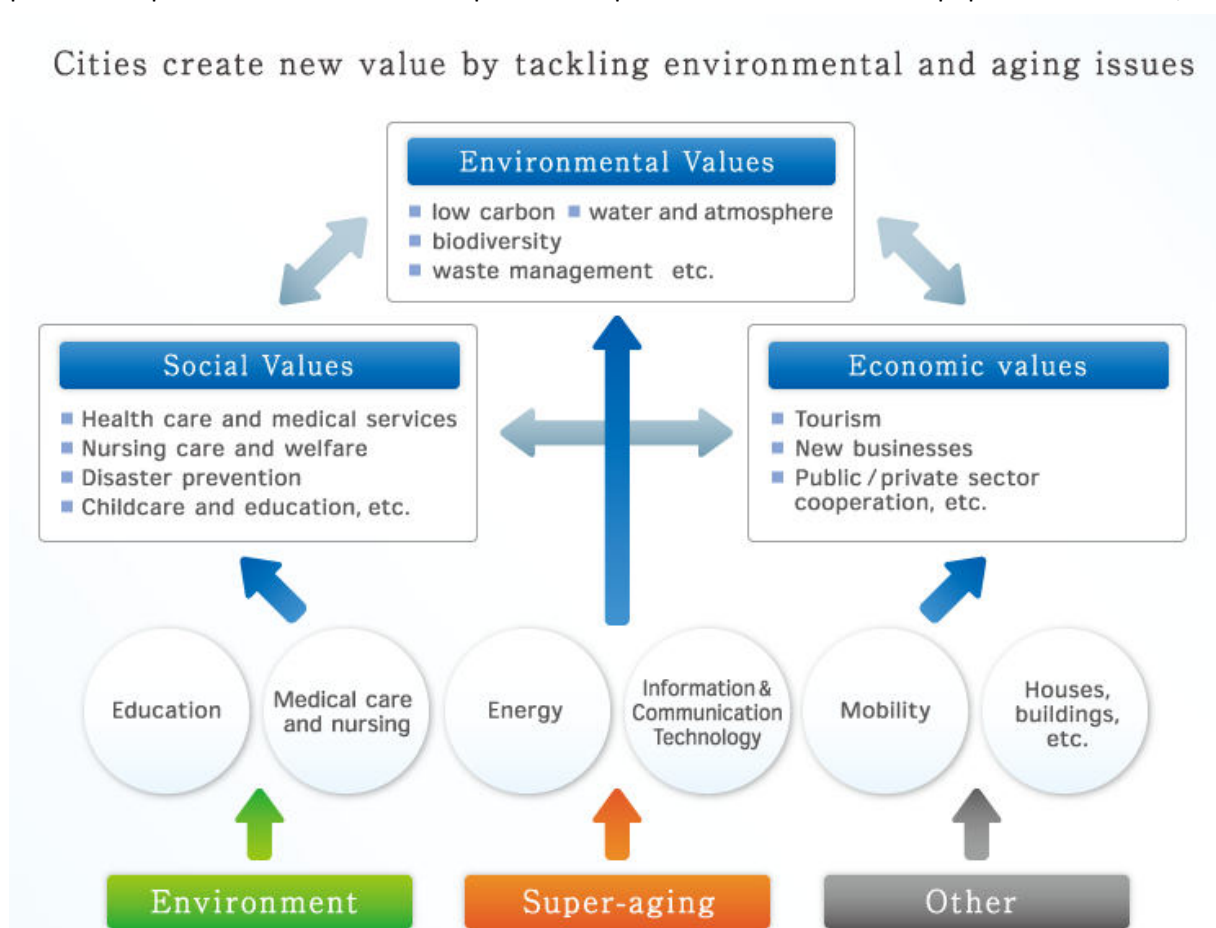 Cities create new value by tackling environmental and aging issues
Environmental Values
low carbon water and atmosphere
biodiversity
waste management etc.
Social Values
Health care and medical services
Nursing care and welfare
Disaster prevention
Childcare and education, etc.
Economic values
Tourism
New businesses
Public / private sector
cooperation, etc.
Education
Medical care
and nursing
Energy
Information &
Communication
Technology
Mobility
Houses,
buildings,
etc.
Environment
Super-aging
Other